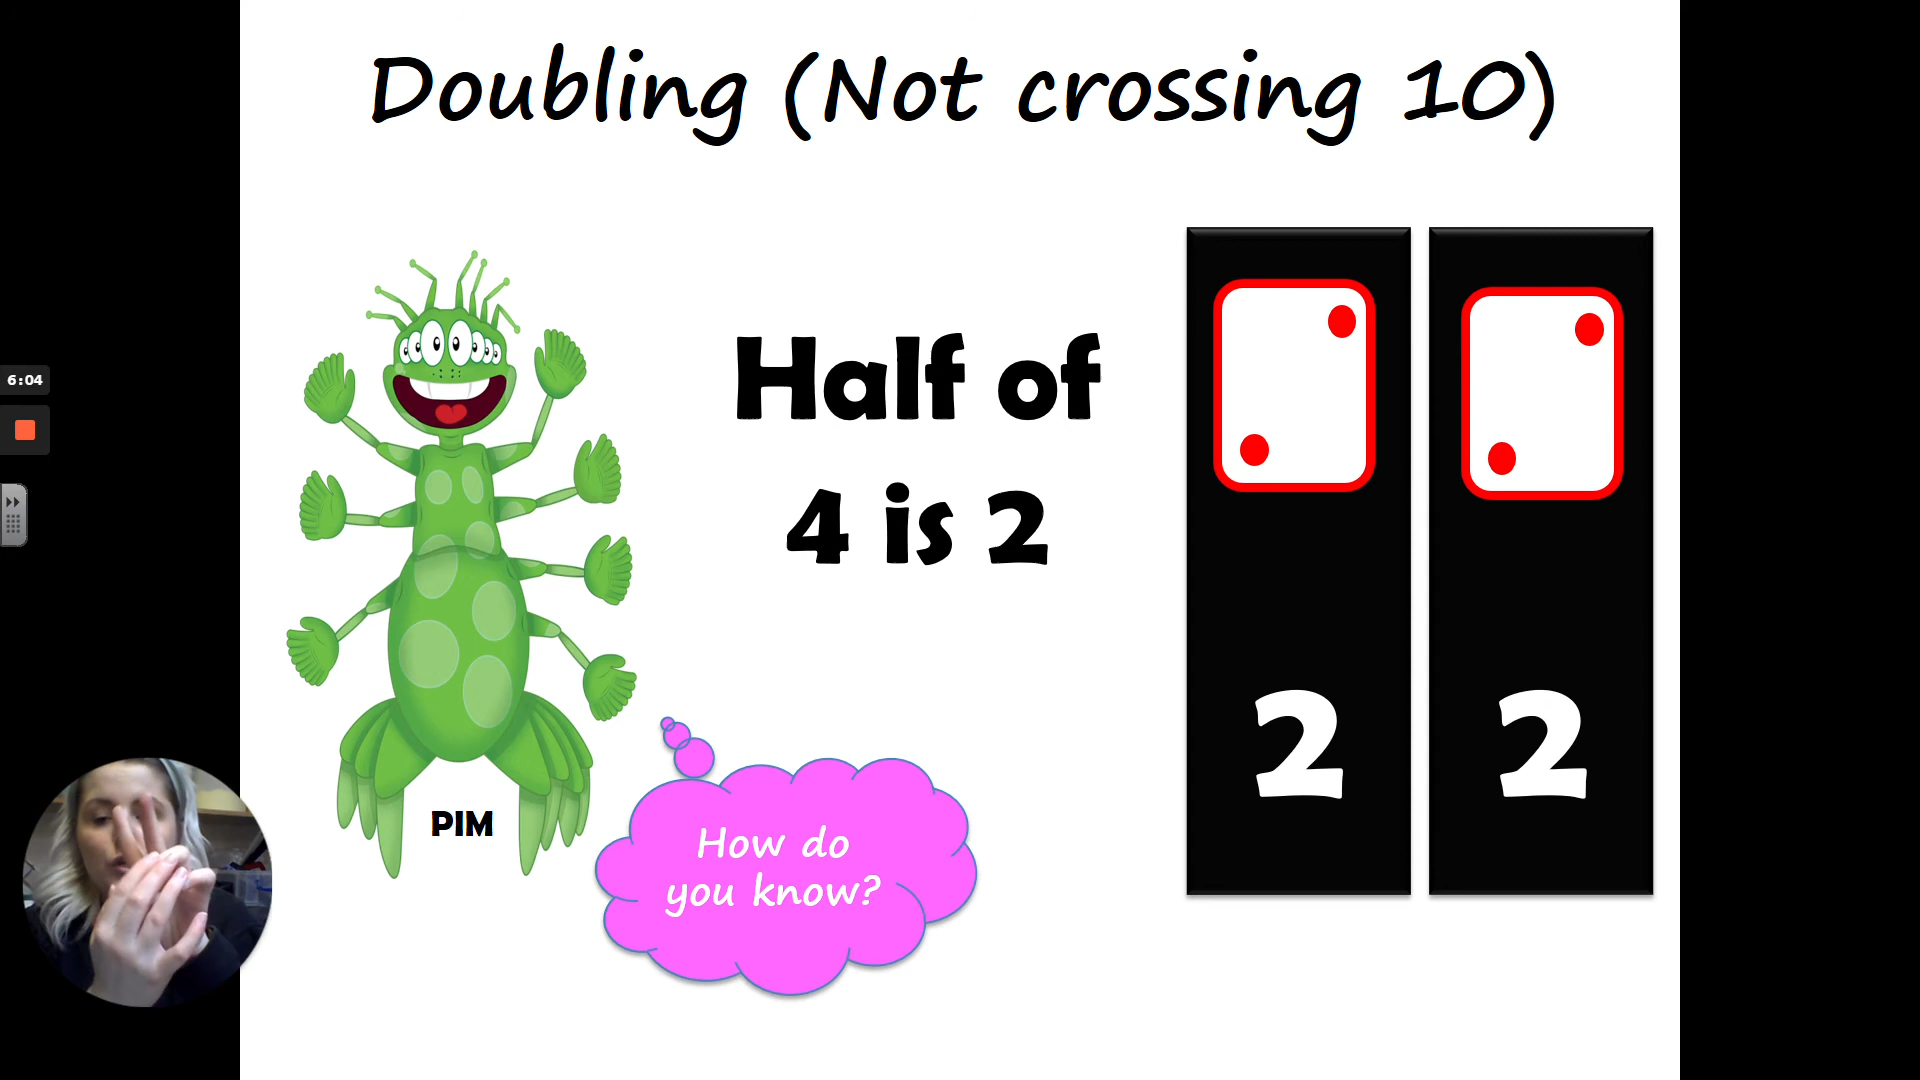 Doubling (Not crossing 10)
6:04
Half of
4 is 2
PIM
How do
you know?
2 2